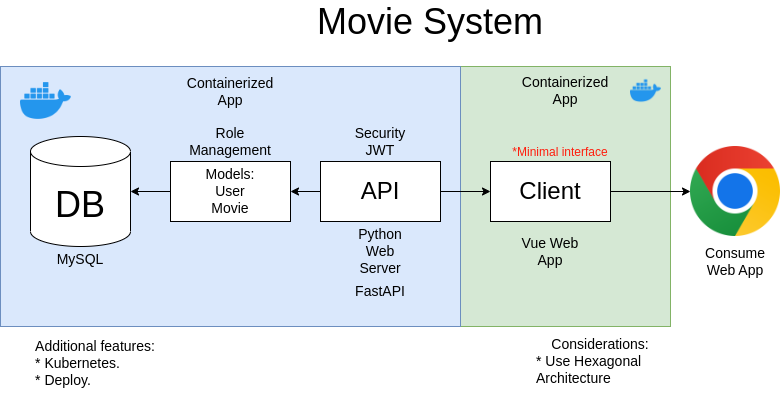 Movie System
Containerized
App
Containerized
App
Role
Management
Security
JWT
*Minimal interface
DB
Models:
User
Movie
API
Client
MySQL
Python
Web
Server
FastAPI
Vue Web
App
Consume
Web App
Additional features:
* Kubernetes.
* Deploy.
Considerations:
* Use Hexagonal
Architecture